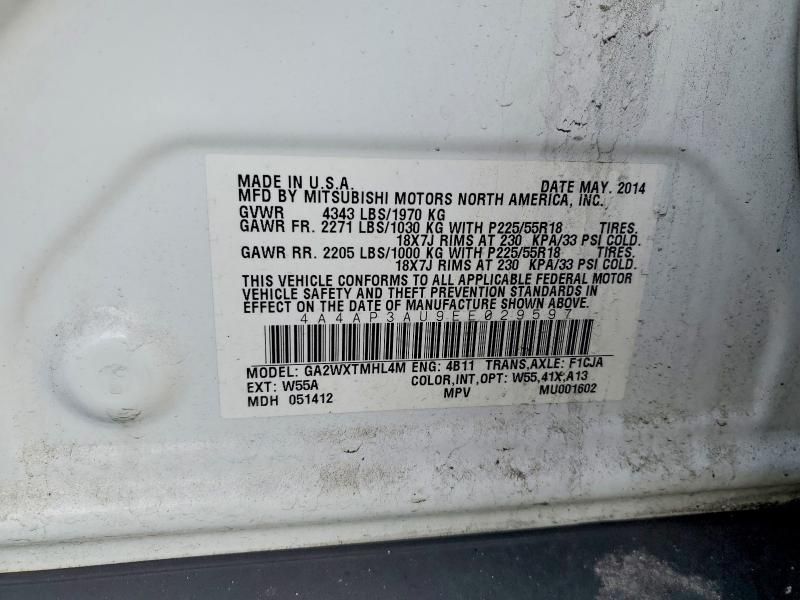 MADE IN U.S.A. DATE MAY. 2014
MFD BY MITSUBISHI MOTORS NORTH AMERICA, INC.
GVWR 4343 LBS/1970 KG
GAWR FR. 2271 LBS/1030 KG WITH P225/55R18 TIRES.
18X7J RIMS AT 230 KPA/33 PSI COLD.
GAWR RR. 2205 LBS/1000 KG WITH P225/55R18 TIRES.
18X7J RIMS AT 230 KPA/33 PSI COLD.
THIS VEHICLE CONFORMS TO ALL APPLICABLE FEDERAL MOTOR
VEHICLE SAFETY AND THEFT PREVENTION STANDARDS IN
EFFECT ON THE DATE OF MANUFACTURE SHOWN ABOVE.
4A4AP3AU9EE029597
MODEL: GA2WXTMHL4M ENG: 4B11 TRANS,AXLE: F1CJA
EXT: W55A COLOR,INT,OPT: W55,41X,A13
MDH 051412 MPV MU001602